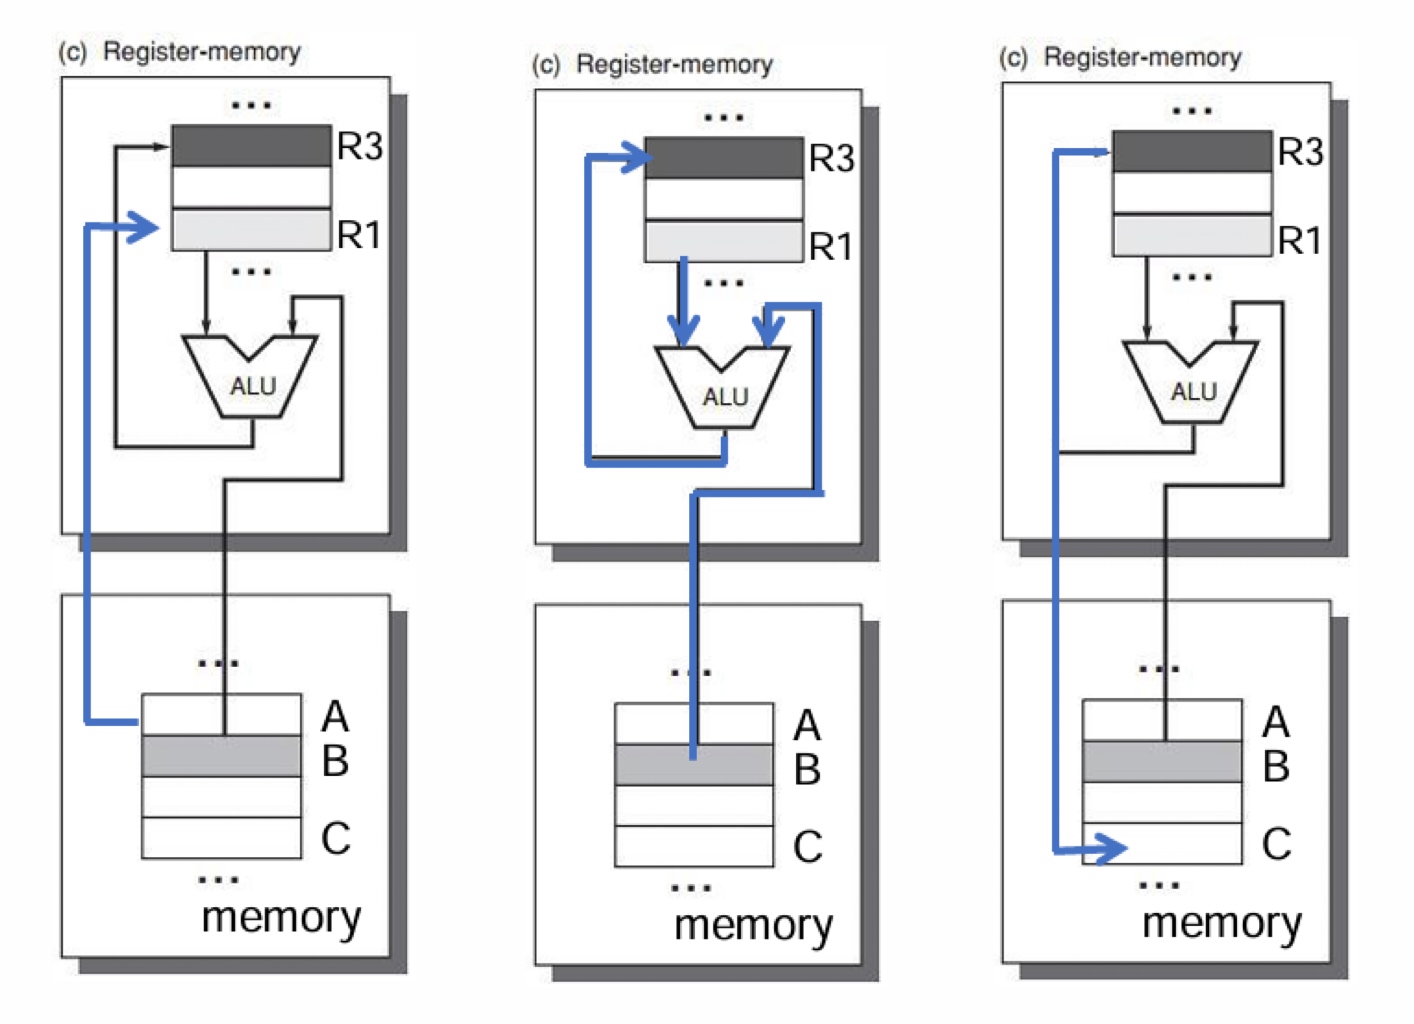 (c) Register-memory
...
R3
R1
...
ALU
...
A
B
C
...
memory
(c) Register-memory
...
R3
R1
...
ALU
...
A
B
C
...
memory
(c) Register-memory
...
R3
R1
...
ALU
...
A
B
C
...
memory